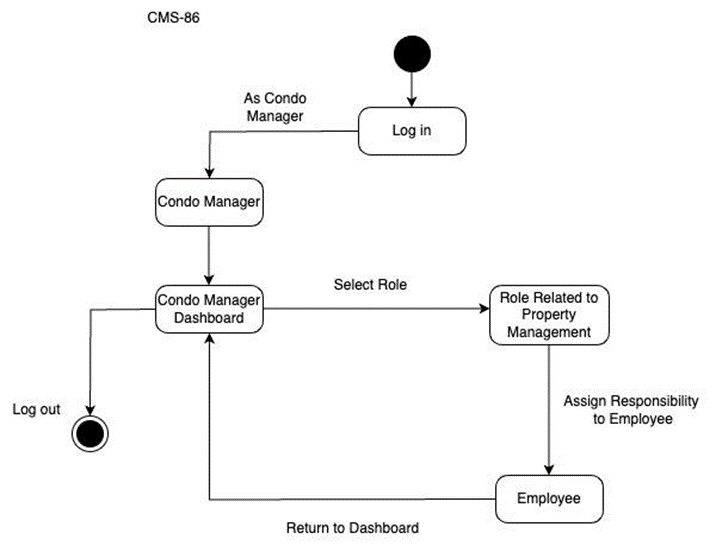 CMS-86
As Condo
Manager
Log in
Condo Manager
Condo Manager
Dashboard
Select Role
Role Related to
Property
Management
Log out
Assign Responsibility
to Employee
Employee
Return to Dashboard